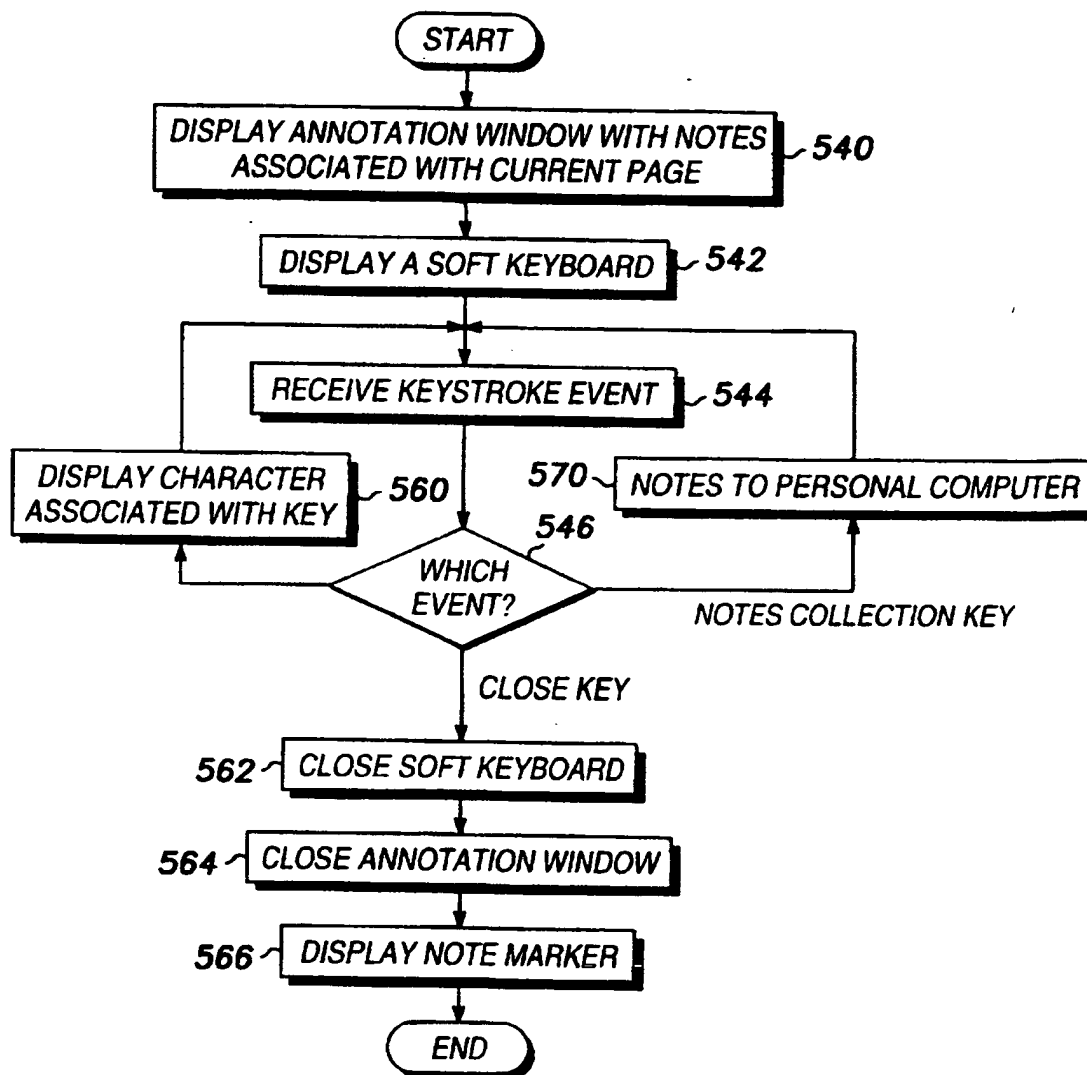 START
DISPLAY ANNOTATION WINDOW WITH NOTES
ASSOCIATED WITH CURRENT PAGE
540
DISPLAY A SOFT KEYBOARD
542
RECEIVE KEYSTROKE EVENT
544
DISPLAY CHARACTER
ASSOCIATED WITH KEY
560
570
NOTES TO PERSONAL COMPUTER
546
WHICH
EVENT?
NOTES COLLECTION KEY
CLOSE KEY
562
CLOSE SOFT KEYBOARD
564
CLOSE ANNOTATION WINDOW
566
DISPLAY NOTE MARKER
END